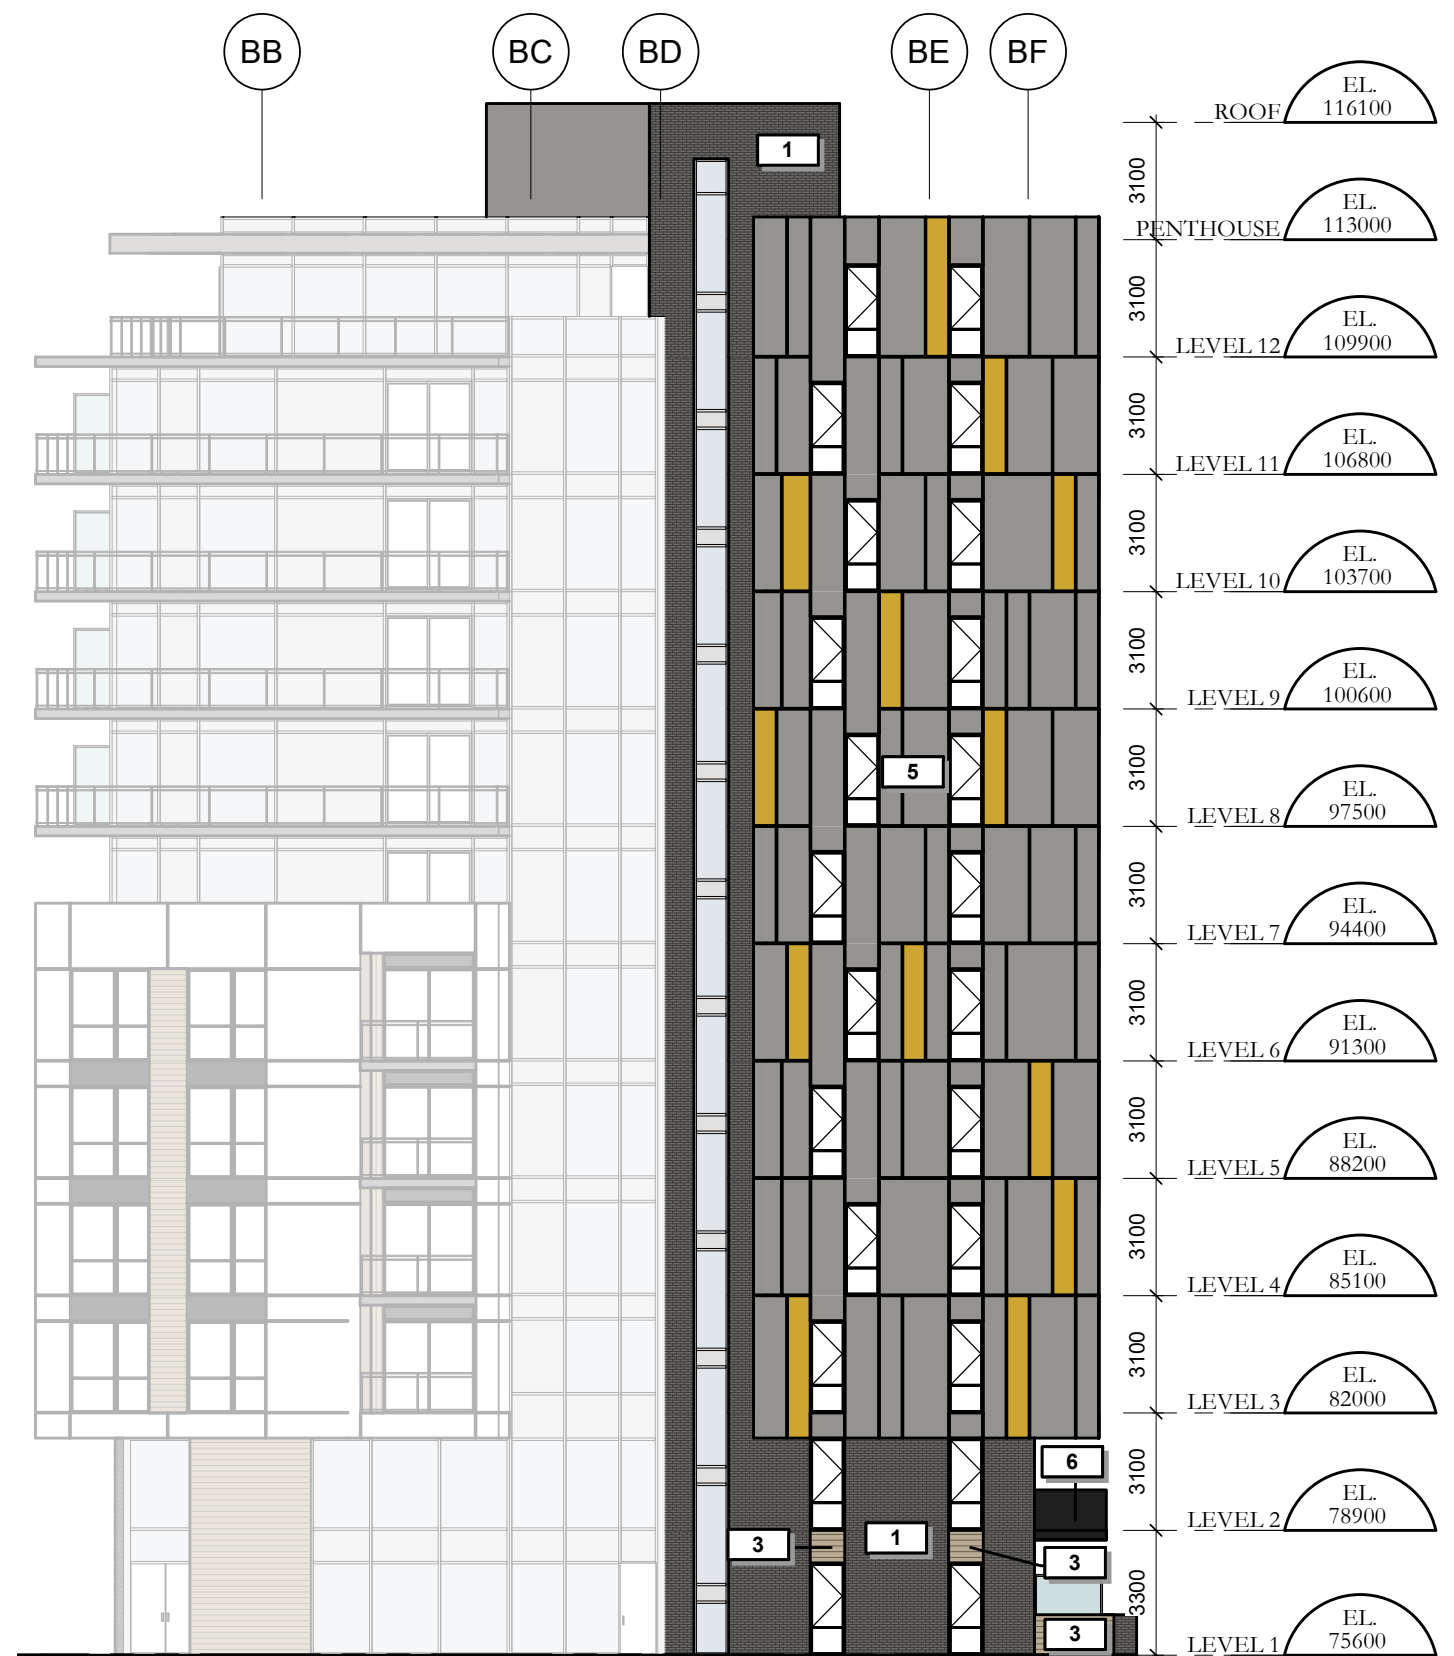 BB BC BD BE BF
ROOF EL. 116100
3100
1
PENTHOUSE EL. 113000
3100
LEVEL 12 EL. 109900
3100
LEVEL 11 EL. 106800
3100
LEVEL 10 EL. 103700
3100
LEVEL 9 EL. 100600
3100
5
LEVEL 8 EL. 97500
3100
LEVEL 7 EL. 94400
3100
LEVEL 6 EL. 91300
3100
LEVEL 5 EL. 88200
3100
LEVEL 4 EL. 85100
3100
LEVEL 3 EL. 82000
3100
6
LEVEL 2 EL. 78900
3 1 3
3300
3
LEVEL 1 EL. 75600